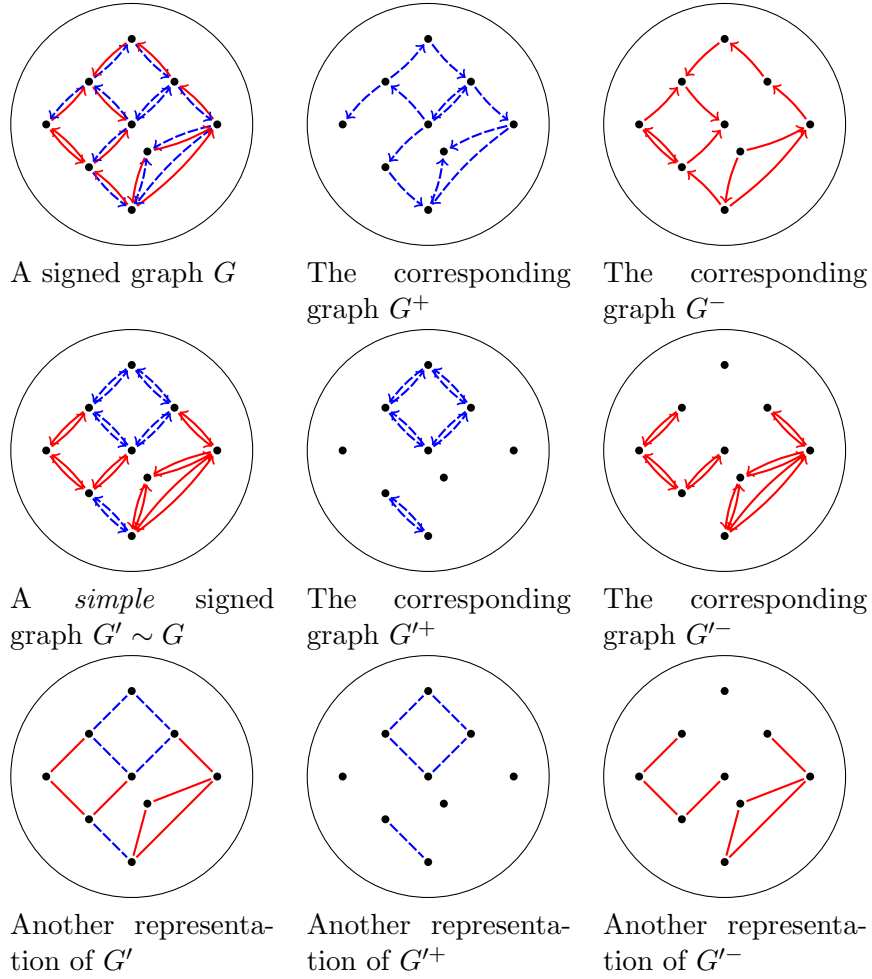 A signed graph G
The corresponding
graph G⁺
The corresponding
graph G⁻
A simple signed
graph G′ ∼ G
The corresponding
graph G′⁺
The corresponding
graph G′⁻
Another representa-
tion of G′
Another representa-
tion of G′⁺
Another representa-
tion of G′⁻